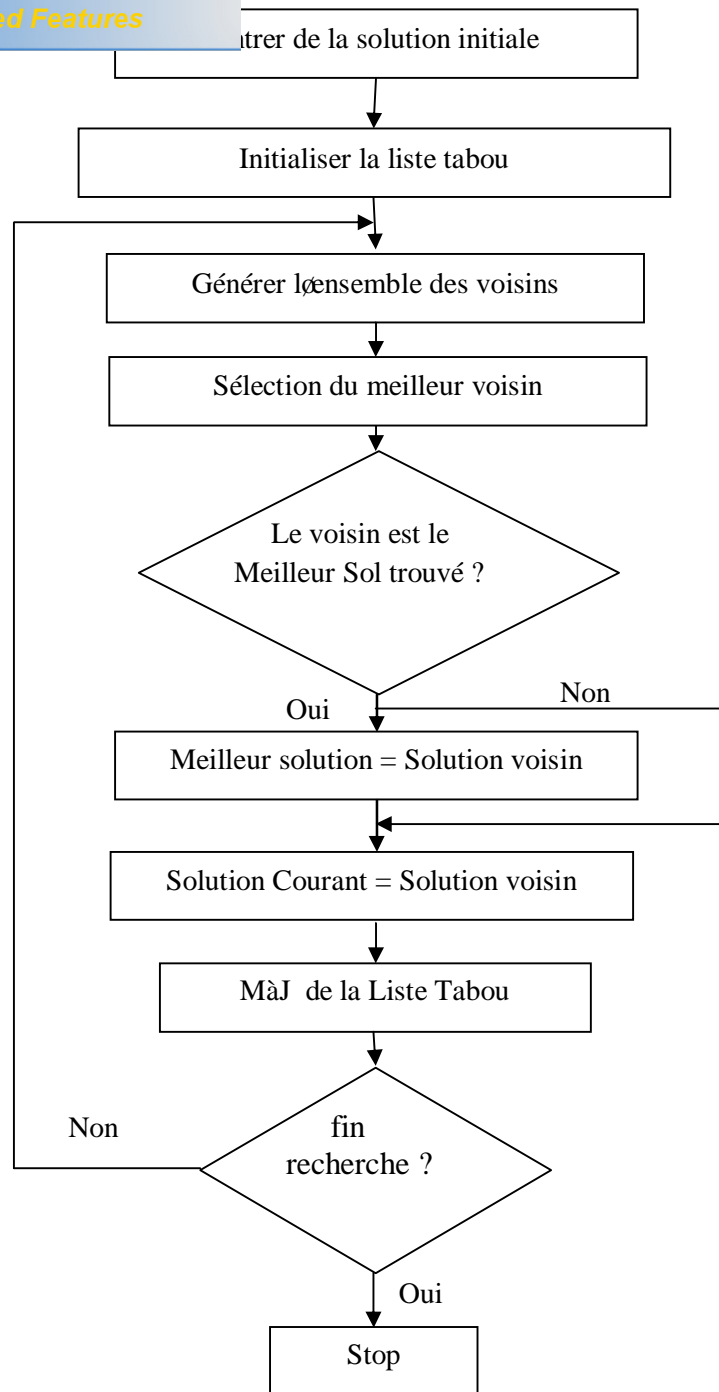 ed Features
ntrer de la solution initiale
Initialiser la liste tabou
Générer løensemble des voisins
Sélection du meilleur voisin
Le voisin est le
Meilleur Sol trouvé ?
Non
Oui
Meilleur solution = Solution voisin
Solution Courant = Solution voisin
MàJ de la Liste Tabou
Non
fin
recherche ?
Oui
Stop